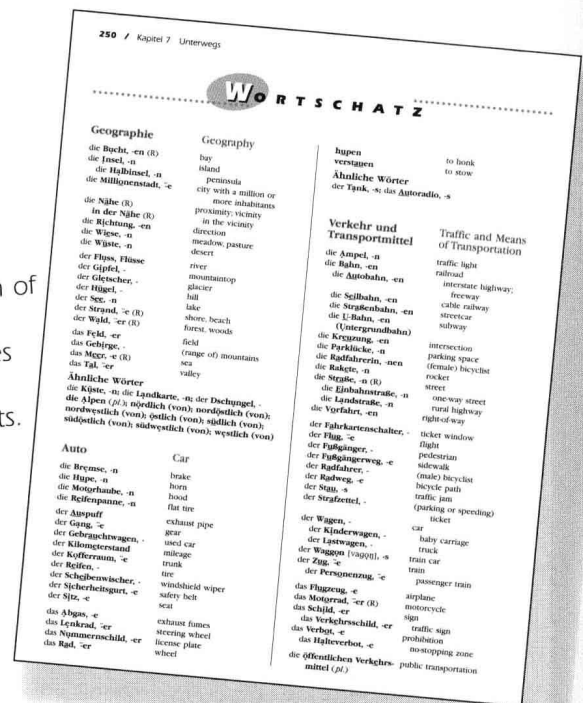 n of
es
ts.
250 / Kapitel 7 Unterwegs
WORTSCHATZ
Geographie Geography
die Bucht, -en (R) bay
die Insel, -n island
die Halbinsel, -n peninsula
die Millionenstadt, ⸚e city with a million or
more inhabitants
die Nähe (R) proximity; vicinity
in der Nähe (R) in the vicinity
die Richtung, -en direction
die Wiese, -n meadow, pasture
die Wüste, -n desert
der Fluss, Flüsse river
der Gipfel, - mountaintop
der Gletscher, - glacier
der Hügel, - hill
der See, -n lake
der Strand, ⸚e (R) shore, beach
der Wald, ⸚er (R) forest, woods
das Feld, -er field
das Gebirge, - (range of) mountains
das Meer, -e (R) sea
das Tal, ⸚er valley
Ähnliche Wörter
die Küste, -n; die Landkarte, -n; der Dschungel, -
die Alpen (pl.); nördlich (von); nordöstlich (von);
nordwestlich (von); östlich (von); südlich (von);
südöstlich (von); südwestlich (von); westlich (von)
Auto Car
die Bremse, -n brake
die Hupe, -n horn
die Motorhaube, -n hood
die Reifenpanne, -n flat tire
der Auspuff exhaust pipe
der Gang, ⸚e gear
der Gebrauchtwagen, - used car
der Kilometerstand mileage
der Kofferraum, ⸚e trunk
der Reifen, - tire
der Scheibenwischer, - windshield wiper
der Sicherheitsgurt, -e safety belt
der Sitz, -e seat
das Abgas, -e exhaust fumes
das Lenkrad, ⸚er steering wheel
das Nummernschild, -er license plate
das Rad, ⸚er wheel
hupen to honk
verstauen to stow
Ähnliche Wörter
der Tank, -s; das Autoradio, -s
Verkehr und Traffic and Means
Transportmittel of Transportation
die Ampel, -n traffic light
die Bahn, -en railroad
die Autobahn, -en interstate highway;
freeway
die Seilbahn, -en cable railway
die Straßenbahn, -en streetcar
die U-Bahn, -en subway
(Untergrundbahn)
die Kreuzung, -en intersection
die Parklücke, -n parking space
die Radfahrerin, -nen (female) bicyclist
die Rakete, -n rocket
die Straße, -n (R) street
die Einbahnstraße, -n one-way street
die Landstraße, -n rural highway
die Vorfahrt, -en right-of-way
der Fahrkartenschalter, - ticket window
der Flug, ⸚e flight
der Fußgänger, - pedestrian
der Fußgängerweg, -e sidewalk
der Radfahrer, - (male) bicyclist
der Radweg, -e bicycle path
der Stau, -s traffic jam
der Strafzettel, - (parking or speeding)
ticket
der Wagen, - car
der Kinderwagen, - baby carriage
der Lastwagen, - truck
der Waggon [vagɔŋ], -s train car
der Zug, ⸚e train
der Personenzug, ⸚e passenger train
das Flugzeug, -e airplane
das Motorrad, ⸚er (R) motorcycle
das Schild, -er sign
das Verkehrsschild, -er traffic sign
das Verbot, -e prohibition
das Halteverbot, -e no-stopping zone
die öffentlichen Verkehrs- public transportation
mittel (pl.)